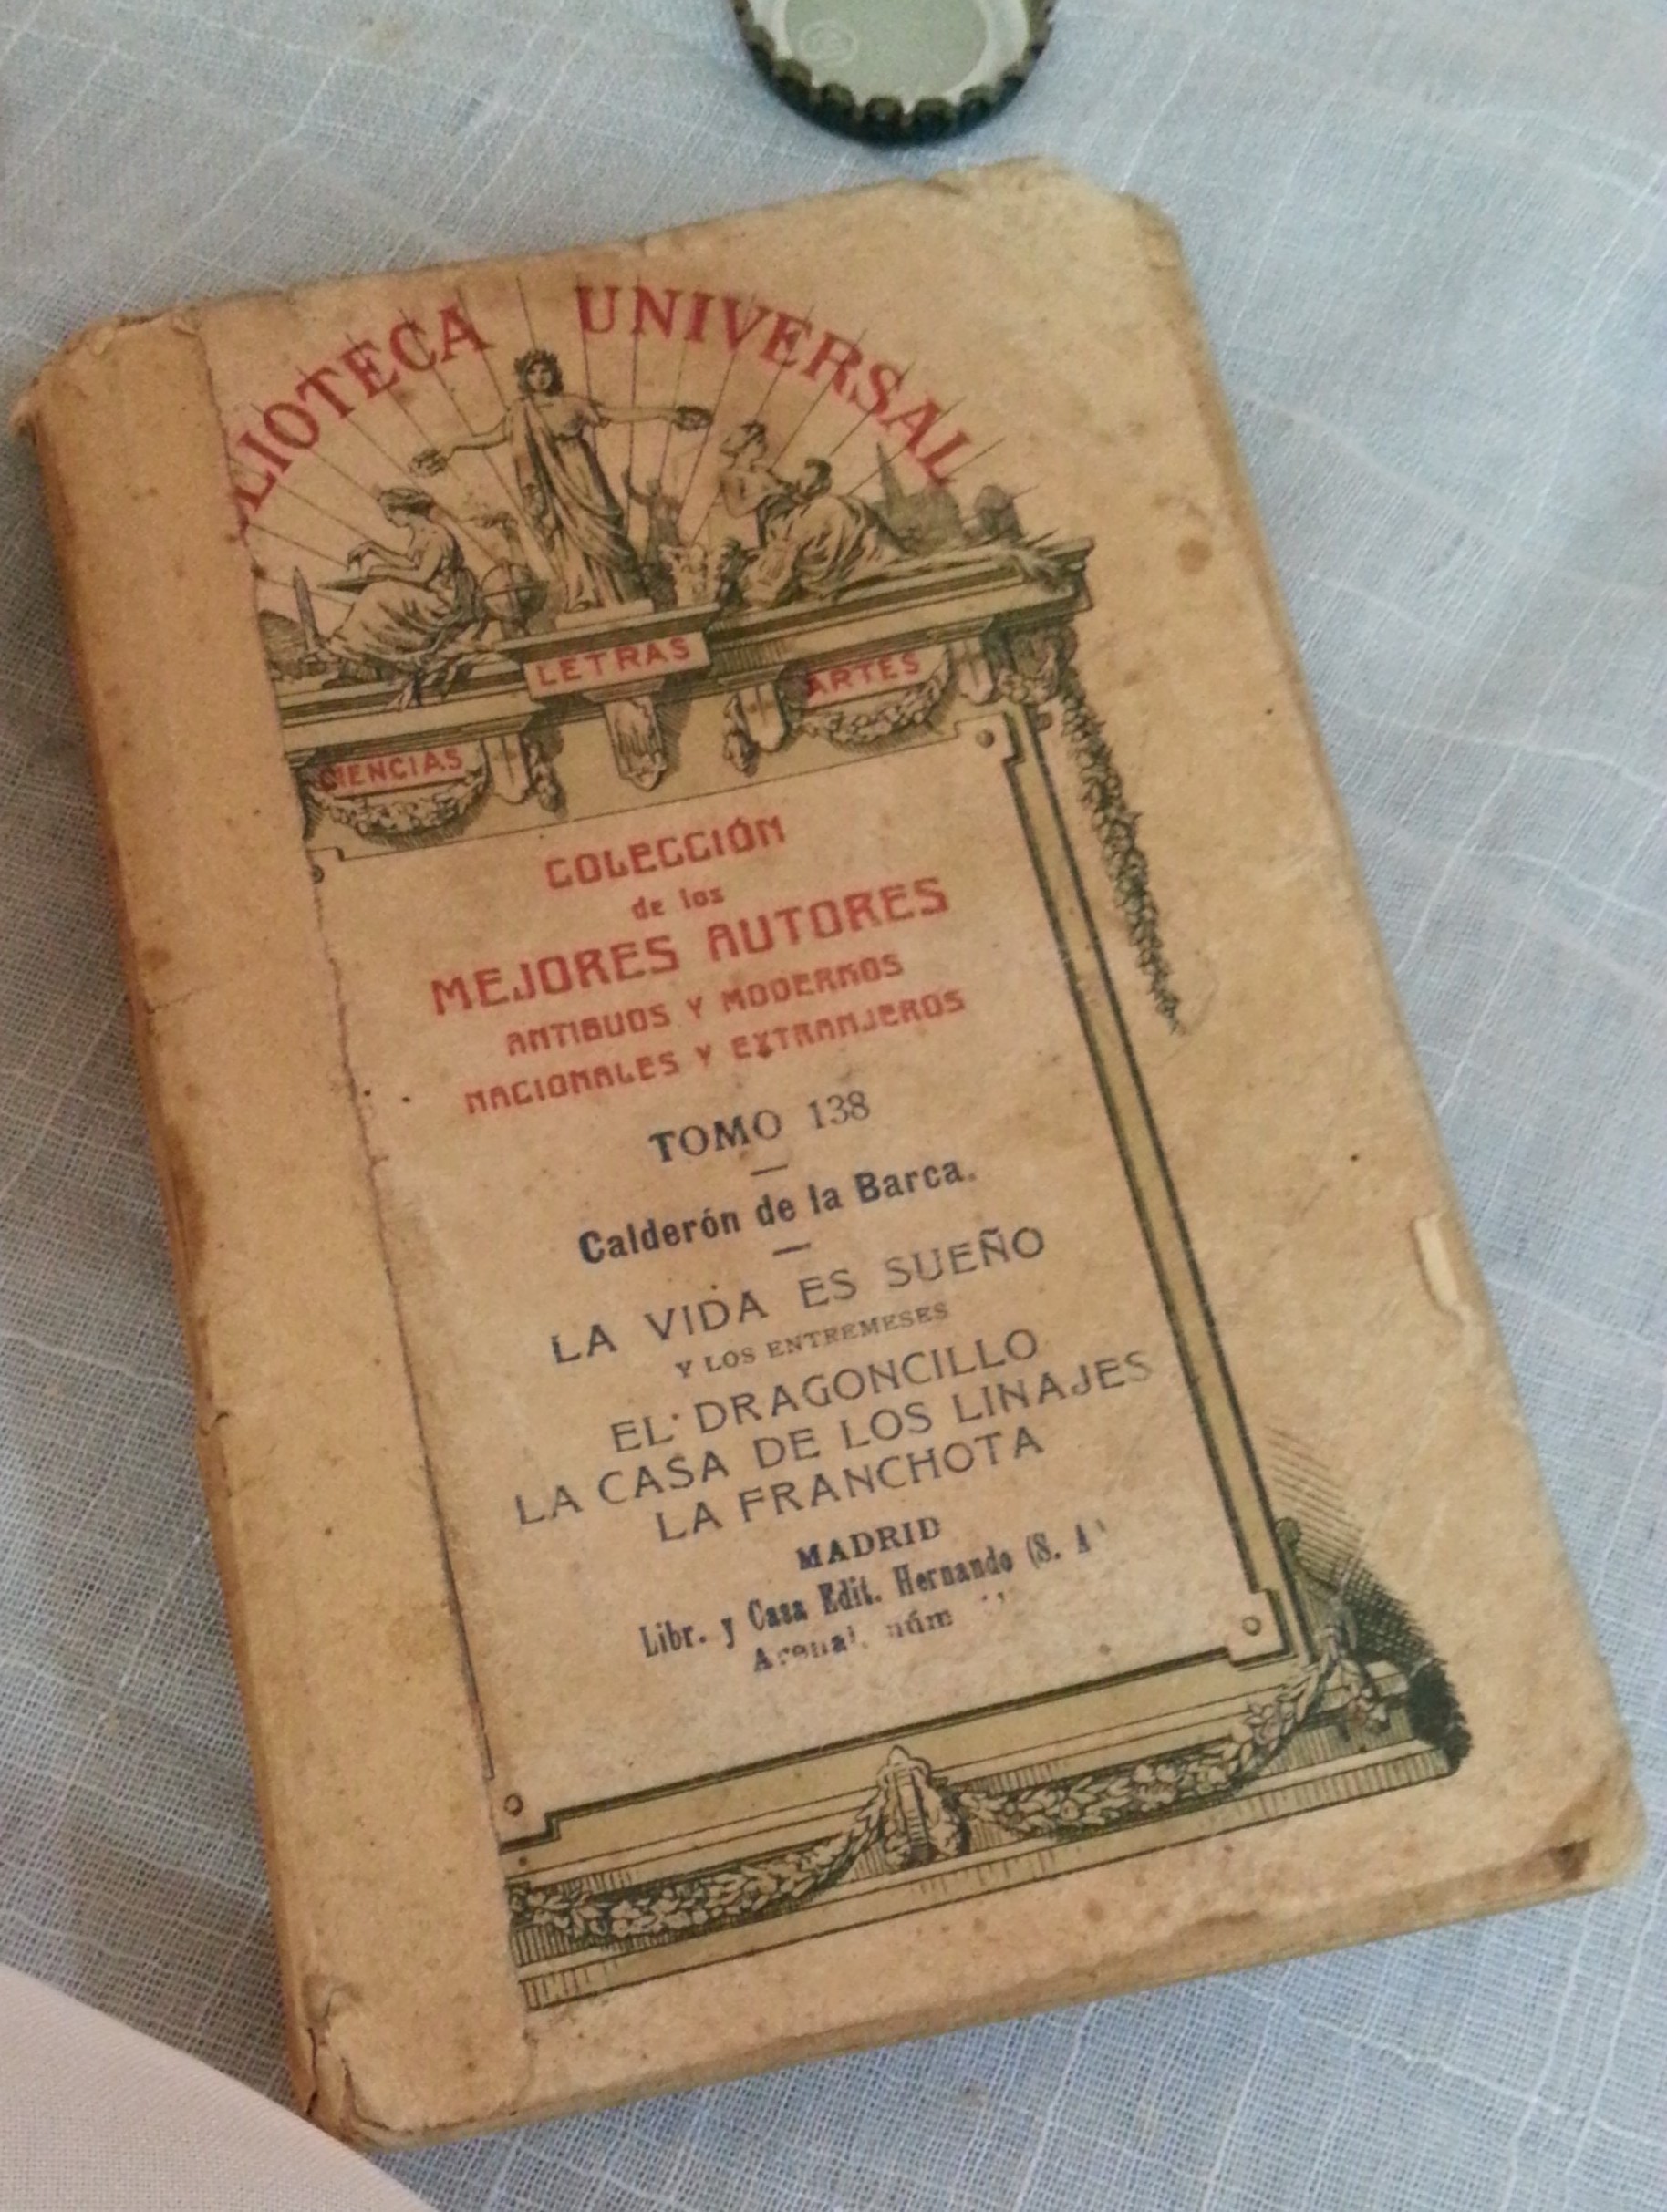 LIOTECA UNIVERSAL
LETRAS
ARTES
CIENCIAS
COLECCIÓN
de los
MEJORES AUTORES
ANTIGUOS Y MODERNOS
NACIONALES Y EXTRANJEROS
TOMO 138
Calderón de la Barca.
LA VIDA ES SUEÑO
Y LOS ENTREMESES
EL DRAGONCILLO
LA CASA DE LOS LINAJES
LA FRANCHOTA
MADRID
Libr. y Casa Edit. Hernando (S. A
Arenal, núm